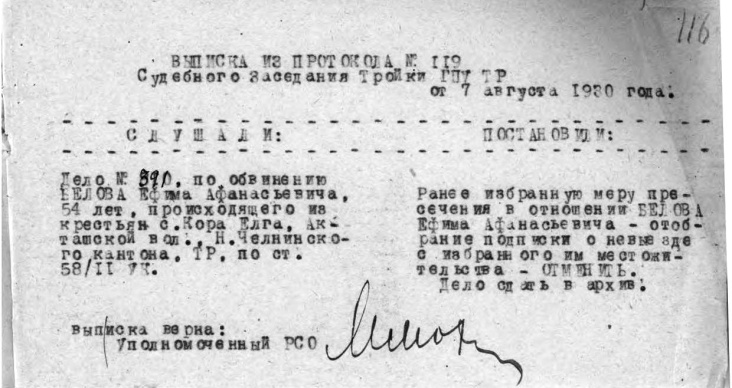 116
ВЫПИСКА ИЗ ПРОТОКОЛА № 119
Судебного Заседания Тройки ГПУ ТР
от 7 августа 1930 года.
СЛУШАЛИ:
Дело № 390, по обвинению
БЕЛОВА Ефима Афанасьевича,
54 лет, происходящего из
крестьян с.Кора Елга, Ак-
ташской вол., Н.Челнинско-
го кантона, ТР, по ст.
58/II УК.
ПОСТАНОВИЛИ:
Ранее избранную меру пре-
сечения в отношении БЕЛОВА
Ефима Афанасьевича - отоб-
рание подписки о невыезде
с избранного им местожи-
тельства - ОТМЕНИТЬ.
Дело сдать в архив.
выписка верна:
Уполномоченный РСО